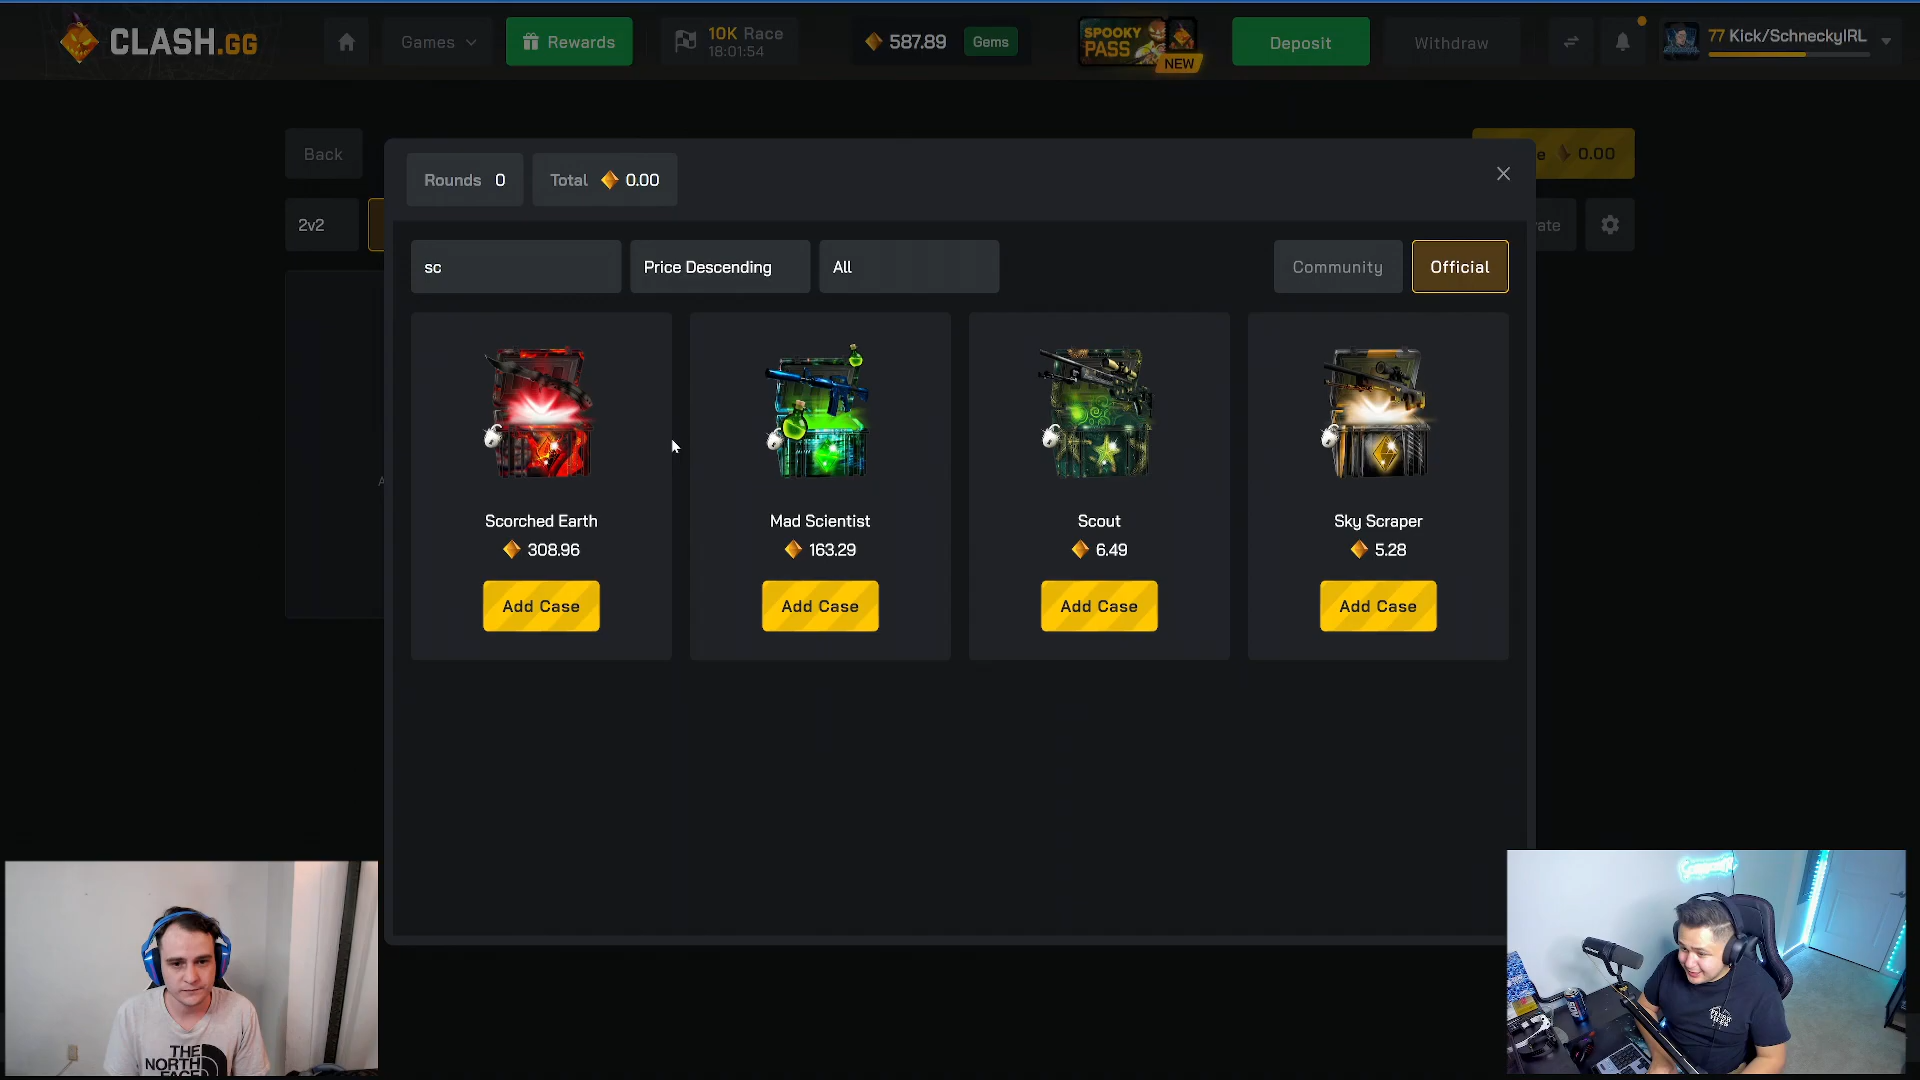 CLASH.GG
Games
Rewards
10K Race
18:01:54
587.89
Gems
SPOOKY
PASS
NEW
Deposit
Withdraw
77 Kick/SchneckyIRL
Back
Rounds 0
Total 0.00
e 0.00
2v2
ate
sc
Price Descending
All
Community
Official
A
Scorched Earth
308.96
Add Case
Mad Scientist
163.29
Add Case
Scout
6.49
Add Case
Sky Scraper
5.28
Add Case
THE
NORTH
FACE